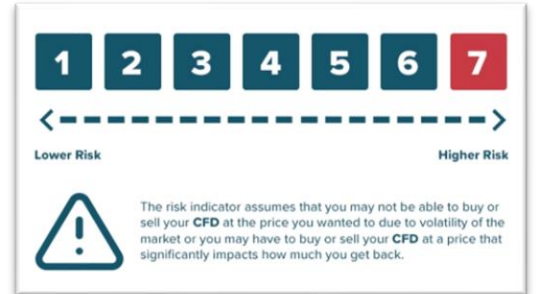 1 2 3 4 5 6 7
Lower Risk Higher Risk
The risk indicator assumes that you may not be able to buy or
sell your CFD at the price you wanted to due to volatility of the
market or you may have to buy or sell your CFD at a price that
significantly impacts how much you get back.